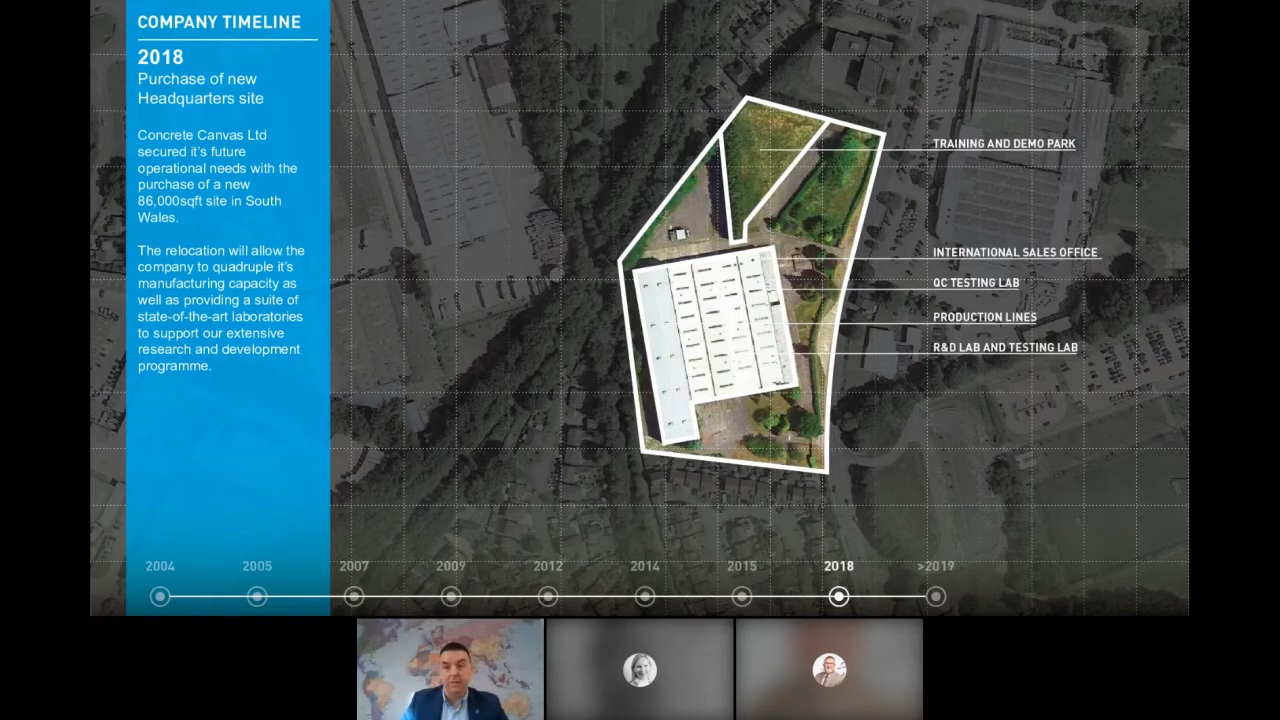 COMPANY TIMELINE
2018
Purchase of new
Headquarters site
Concrete Canvas Ltd
secured it's future
operational needs with the
purchase of a new
86,000sqft site in South
Wales.
The relocation will allow the
company to quadruple it's
manufacturing capacity as
well as providing a suite of
state-of-the-art laboratories
to support our extensive
research and development
programme.
TRAINING AND DEMO PARK
INTERNATIONAL SALES OFFICE
QC TESTING LAB
PRODUCTION LINES
R&D LAB AND TESTING LAB
2004 2005 2007 2009 2012 2014 2015 2018 >2019